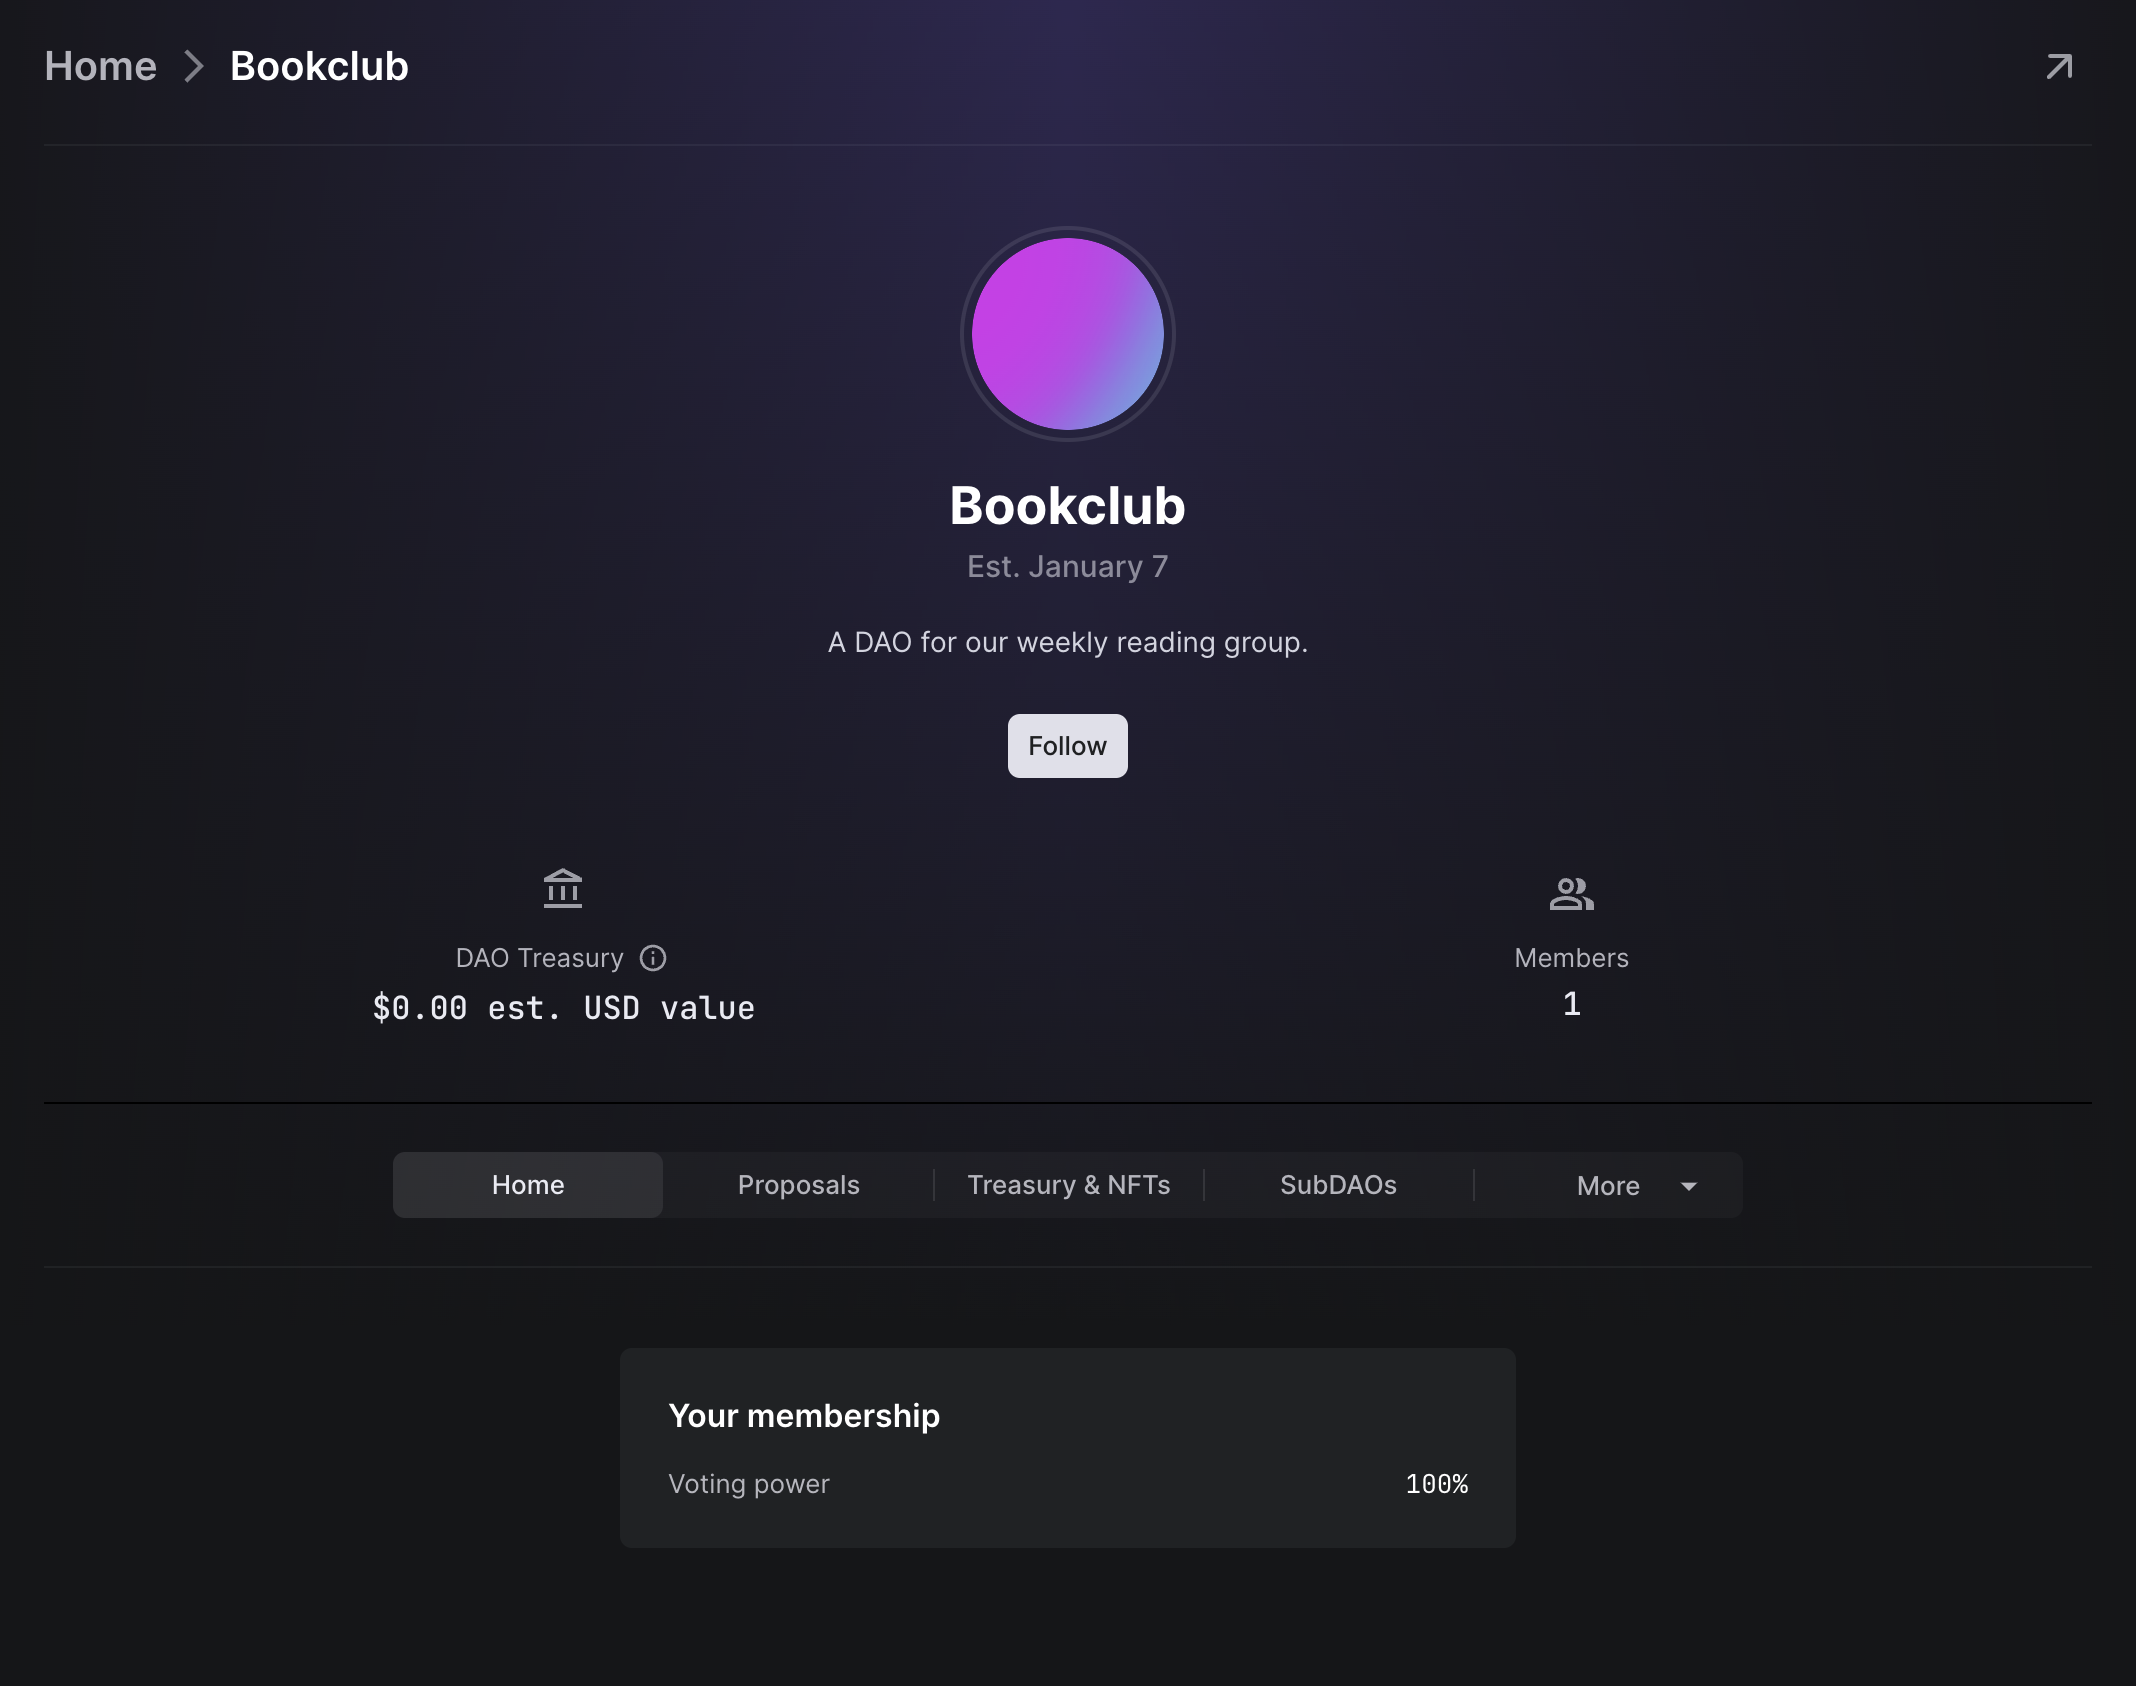 Home
Bookclub
Bookclub
Est. January 7
A DAO for our weekly reading group.
Follow
DAO Treasury
$0.00 est. USD value
Members
1
Home
Proposals
Treasury & NFTs
SubDAOs
More
Your membership
Voting power
100%